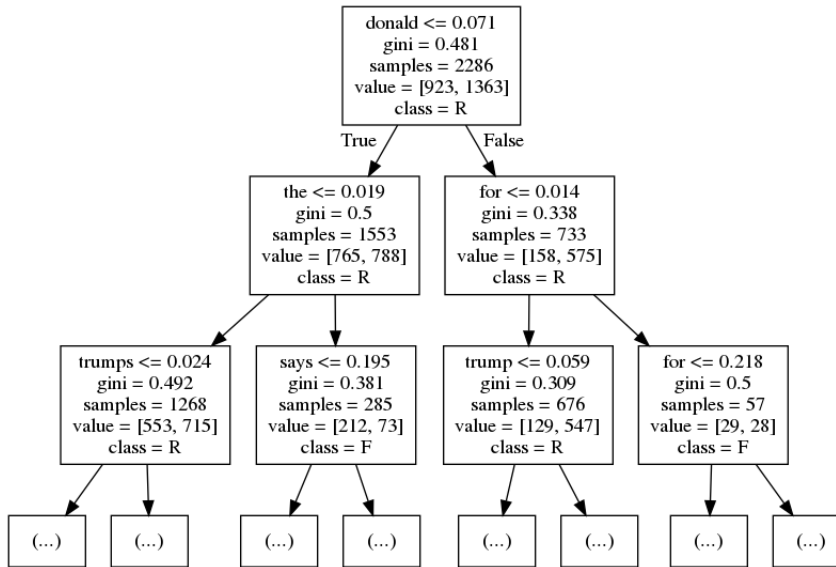 donald <= 0.071
gini = 0.481
samples = 2286
value = [923, 1363]
class = R
True
False
the <= 0.019
gini = 0.5
samples = 1553
value = [765, 788]
class = R
for <= 0.014
gini = 0.338
samples = 733
value = [158, 575]
class = R
trumps <= 0.024
gini = 0.492
samples = 1268
value = [553, 715]
class = R
says <= 0.195
gini = 0.381
samples = 285
value = [212, 73]
class = F
trump <= 0.059
gini = 0.309
samples = 676
value = [129, 547]
class = R
for <= 0.218
gini = 0.5
samples = 57
value = [29, 28]
class = F
(...)
(...)
(...)
(...)
(...)
(...)
(...)
(...)